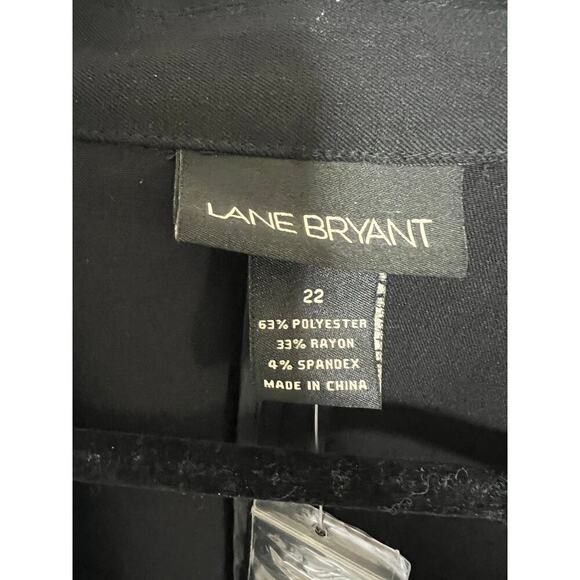 LANE BRYANT
22
63% POLYESTER
33% RAYON
4% SPANDEX
MADE IN CHINA